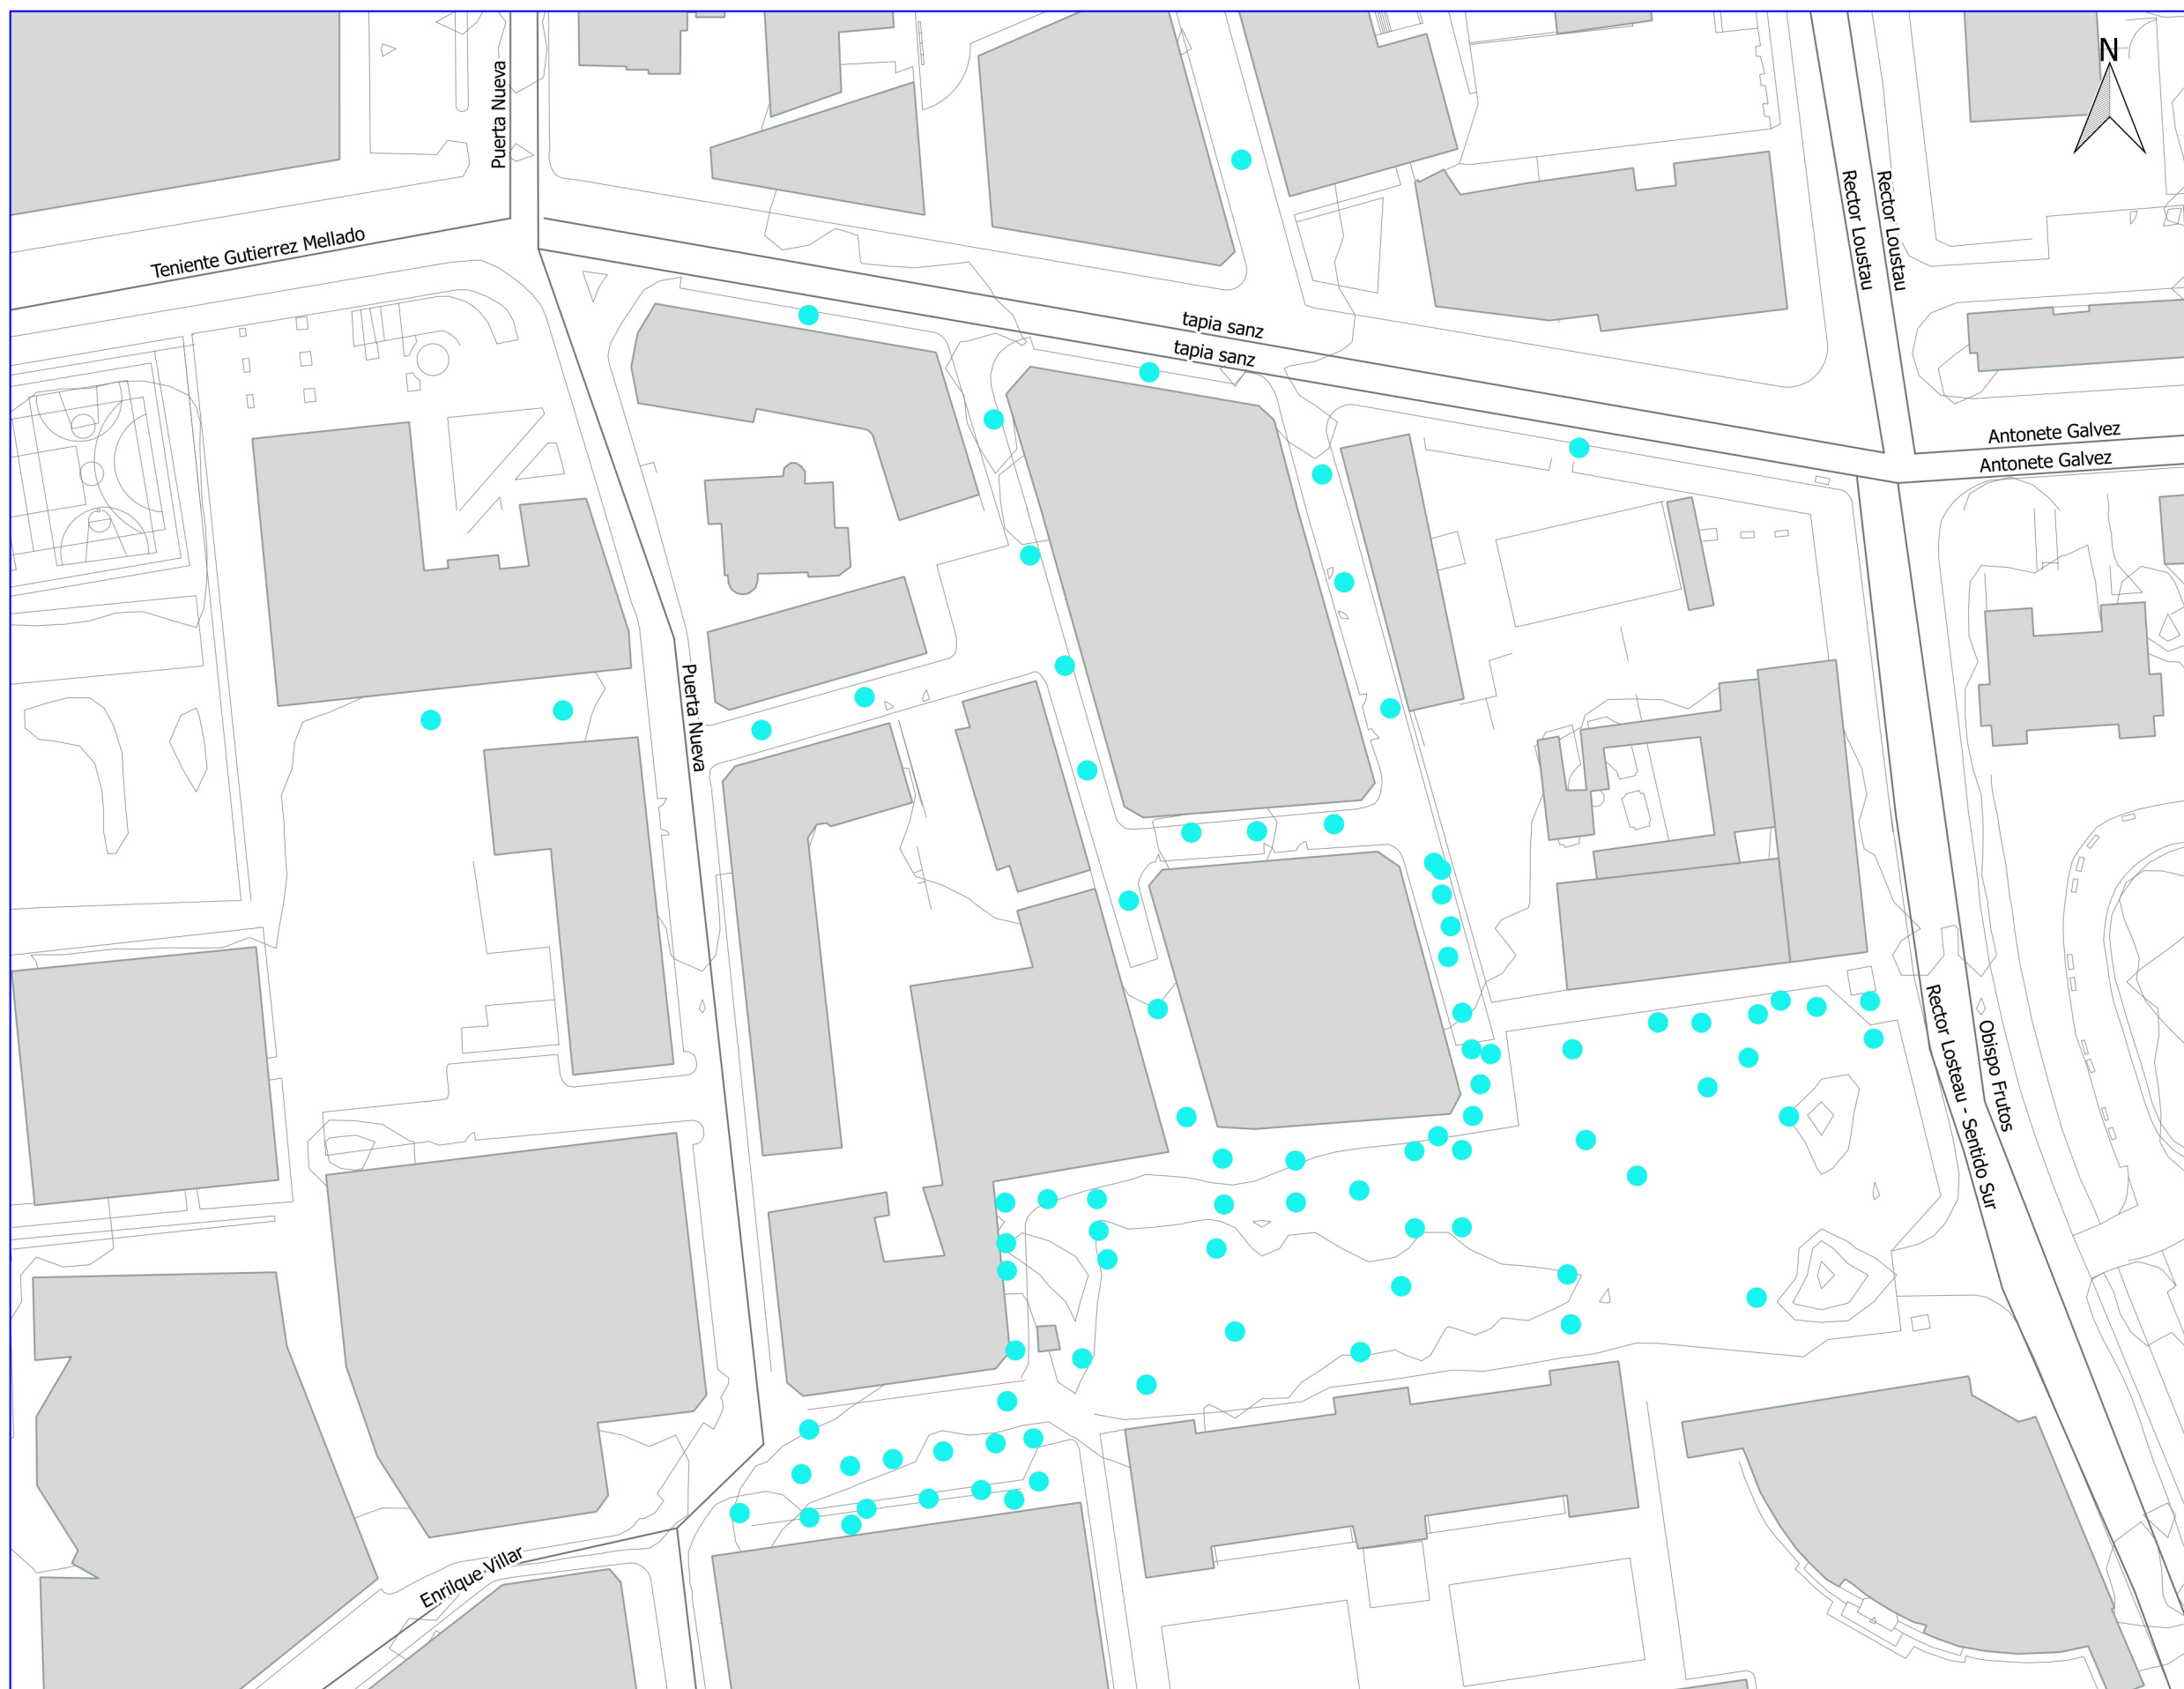 N
Puerta Nueva
Rector Loustau
Rector Loustau
Teniente Gutierrez Mellado
tapia sanz
tapia sanz
Antonete Galvez
Antonete Galvez
Puerta Nueva
Rector Losteau - Sentido Sur
Obispo Frutos
Enrilque Villar